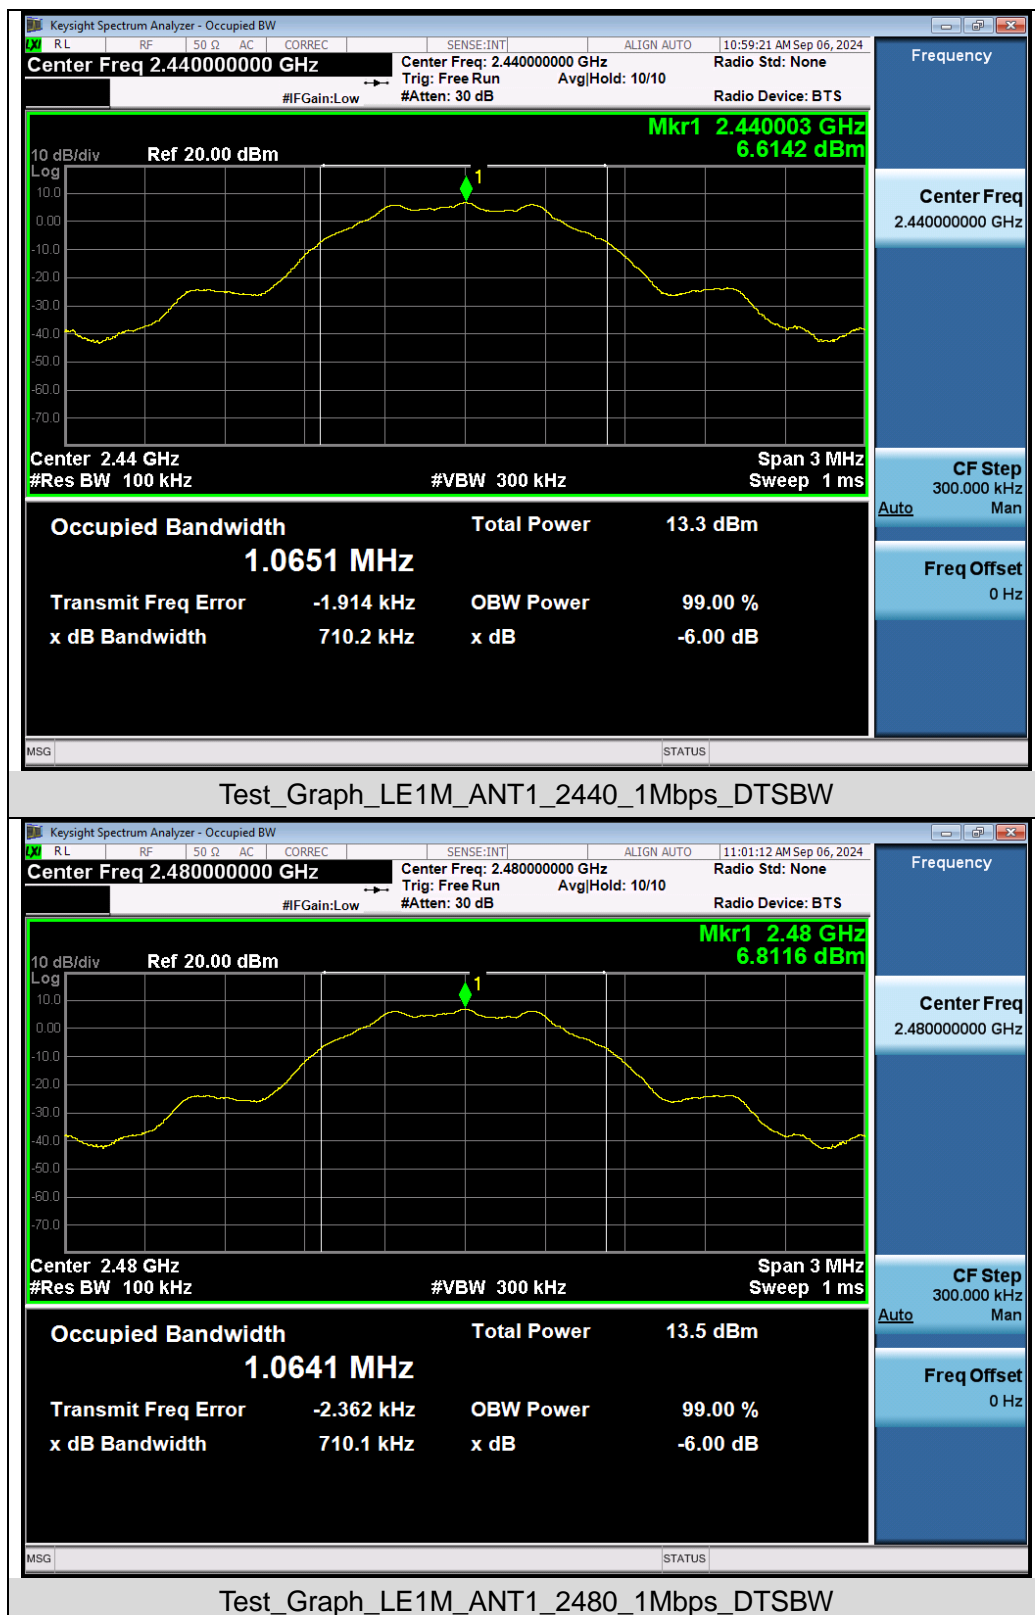 Keysight Spectrum Analyzer - Occupied BW
LXI RL RF 50 Ω AC CORREC SENSE:INT ALIGN AUTO 10:59:21 AM Sep 06, 2024
Center Freq 2.440000000 GHz
Center Freq: 2.440000000 GHz Radio Std: None
Trig: Free Run Avg|Hold: 10/10
#IFGain:Low #Atten: 30 dB Radio Device: BTS
Frequency
Mkr1 2.440003 GHz
6.6142 dBm
10 dB/div Ref 20.00 dBm
Log
1
10.0
0.00
-10.0
-20.0
-30.0
-40.0
-50.0
-60.0
-70.0
Center 2.44 GHz Span 3 MHz
#Res BW 100 kHz #VBW 300 kHz Sweep 1 ms
Center Freq
2.440000000 GHz
CF Step
300.000 kHz
Auto Man
Freq Offset
0 Hz
Occupied Bandwidth Total Power 13.3 dBm
1.0651 MHz
Transmit Freq Error -1.914 kHz OBW Power 99.00 %
x dB Bandwidth 710.2 kHz x dB -6.00 dB
MSG STATUS
Test_Graph_LE1M_ANT1_2440_1Mbps_DTSBW
Keysight Spectrum Analyzer - Occupied BW
LXI RL RF 50 Ω AC CORREC SENSE:INT ALIGN AUTO 11:01:12 AM Sep 06, 2024
Center Freq 2.480000000 GHz
Center Freq: 2.480000000 GHz Radio Std: None
Trig: Free Run Avg|Hold: 10/10
#IFGain:Low #Atten: 30 dB Radio Device: BTS
Frequency
Mkr1 2.48 GHz
6.8116 dBm
10 dB/div Ref 20.00 dBm
Log
1
10.0
0.00
-10.0
-20.0
-30.0
-40.0
-50.0
-60.0
-70.0
Center 2.48 GHz Span 3 MHz
#Res BW 100 kHz #VBW 300 kHz Sweep 1 ms
Center Freq
2.480000000 GHz
CF Step
300.000 kHz
Auto Man
Freq Offset
0 Hz
Occupied Bandwidth Total Power 13.5 dBm
1.0641 MHz
Transmit Freq Error -2.362 kHz OBW Power 99.00 %
x dB Bandwidth 710.1 kHz x dB -6.00 dB
MSG STATUS
Test_Graph_LE1M_ANT1_2480_1Mbps_DTSBW